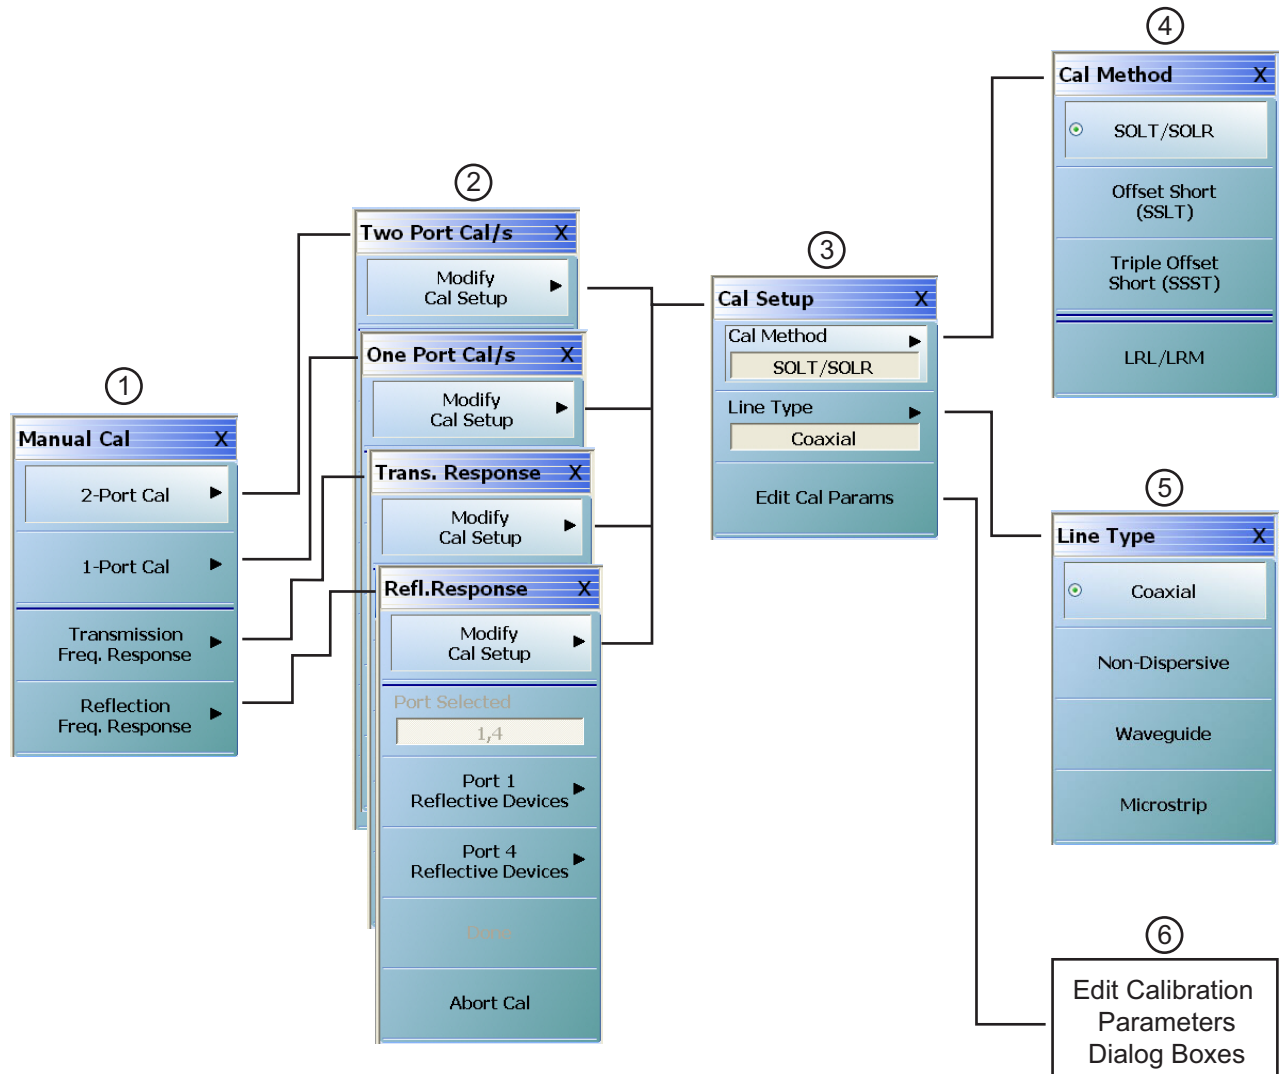 1
Manual Cal X
2-Port Cal
1-Port Cal
Transmission
Freq. Response
Reflection
Freq. Response
2
Two Port Cal/s X
Modify
Cal Setup
One Port Cal/s X
Modify
Cal Setup
Trans. Response X
Modify
Cal Setup
Refl.Response X
Modify
Cal Setup
Port Selected
1,4
Port 1
Reflective Devices
Port 4
Reflective Devices
Done
Abort Cal
3
Cal Setup X
Cal Method
SOLT/SOLR
Line Type
Coaxial
Edit Cal Params
4
Cal Method X
SOLT/SOLR
Offset Short
(SSLT)
Triple Offset
Short (SSST)
LRL/LRM
5
Line Type X
Coaxial
Non-Dispersive
Waveguide
Microstrip
6
Edit Calibration
Parameters
Dialog Boxes